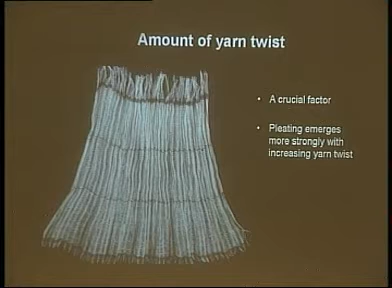 Amount of yarn twist
• A crucial factor
• Pleating emerges
more strongly with
increasing yarn twist